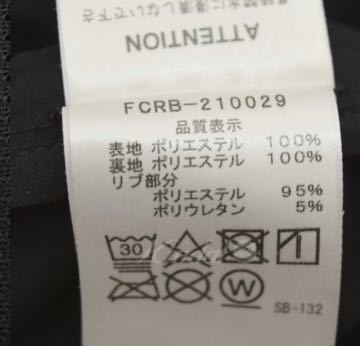 ATTENTION
FCRB-210029
品質表示
表地 ポリエステル 100%
裏地 ポリエステル 100%
リブ部分
ポリエステル 95%
ポリウレタン 5%
30
W
SB-132